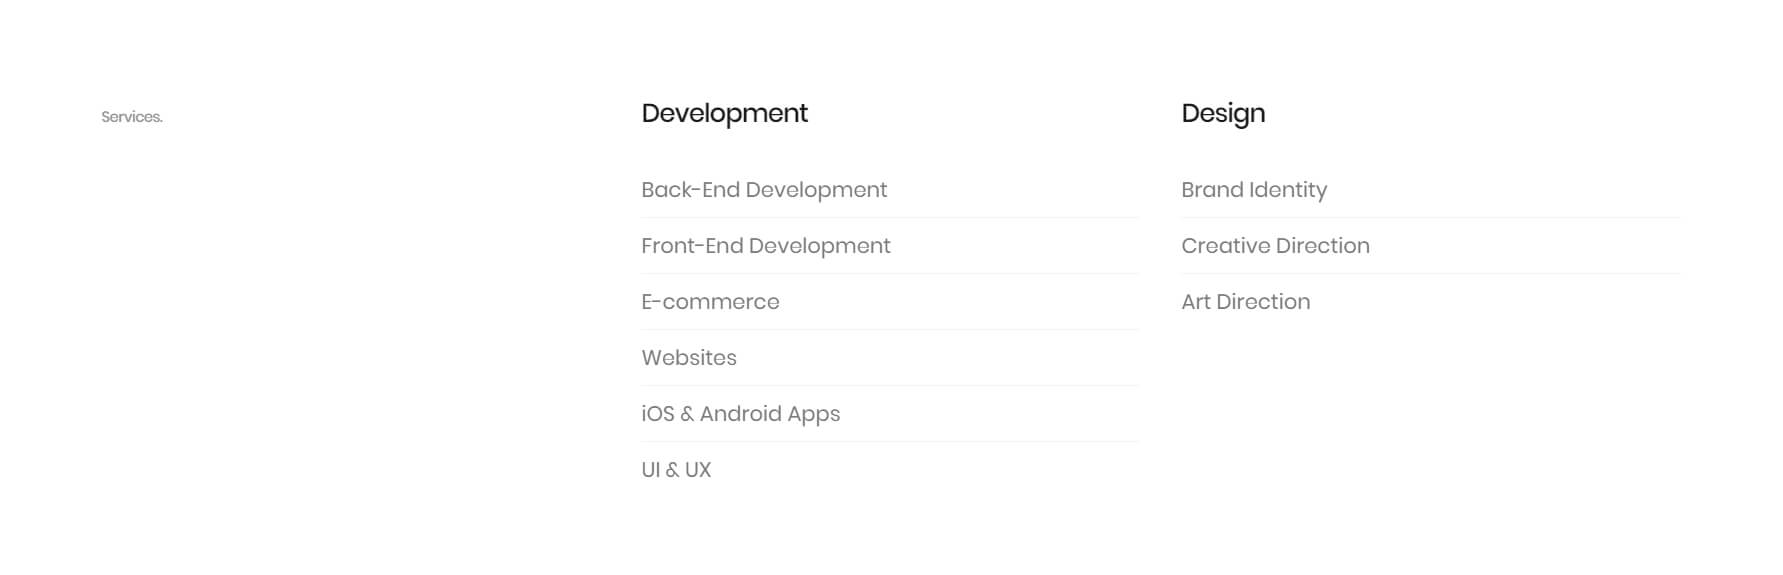 Services.
Development
Back-End Development
Front-End Development
E-commerce
Websites
iOS & Android Apps
UI & UX
Design
Brand Identity
Creative Direction
Art Direction